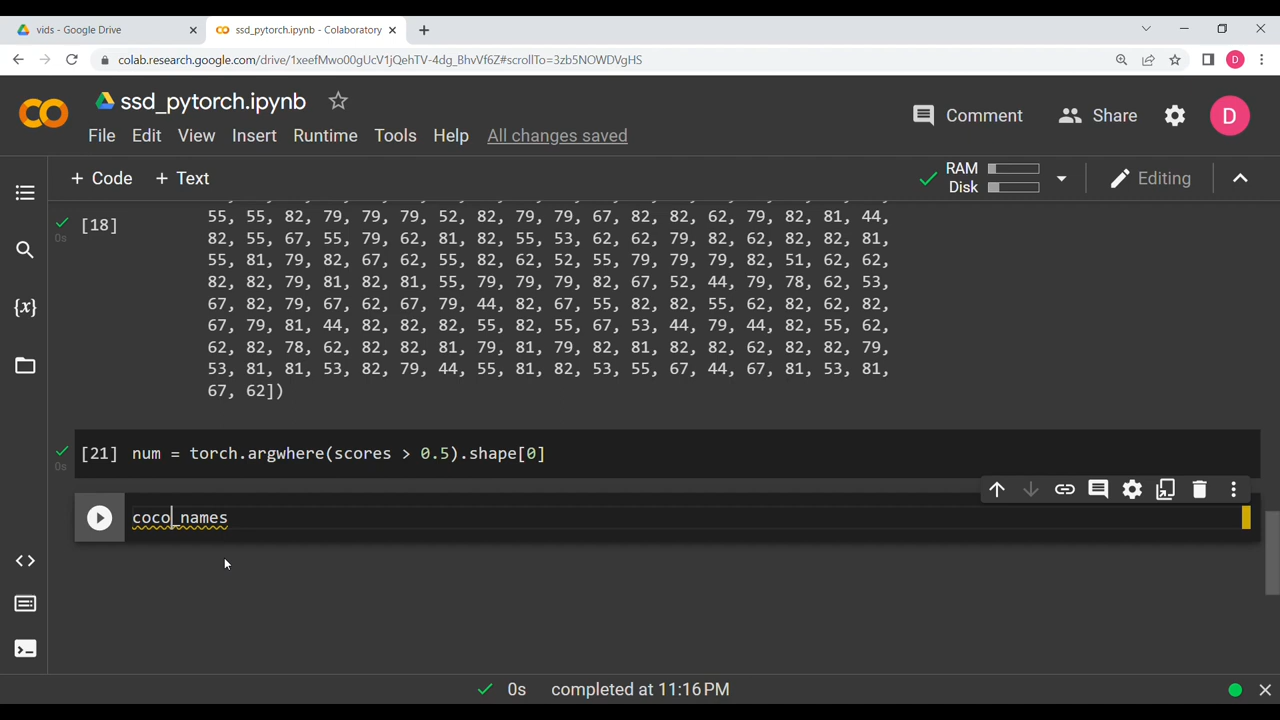 vids - Google Drive
ssd_pytorch.ipynb - Colaboratory
colab.research.google.com/drive/1xeefMwo00gUcV1jQehTV-4dg_BhvVf6Z#scrollTo=3zb5NOWDVgHS
D
ssd_pytorch.ipynb
File Edit View Insert Runtime Tools Help All changes saved
Comment Share D
+ Code + Text
RAM
Disk
Editing
[18]
0s
55, 55, 82, 79, 79, 79, 52, 82, 79, 79, 67, 82, 82, 62, 79, 82, 81, 44,
82, 55, 67, 55, 79, 62, 81, 82, 55, 53, 62, 62, 79, 82, 62, 82, 82, 81,
55, 81, 79, 82, 67, 62, 55, 82, 62, 52, 55, 79, 79, 79, 82, 51, 62, 62,
82, 82, 79, 81, 82, 81, 55, 79, 79, 79, 82, 67, 52, 44, 79, 78, 62, 53,
67, 82, 79, 67, 62, 67, 79, 44, 82, 67, 55, 82, 82, 55, 62, 82, 62, 82,
67, 79, 81, 44, 82, 82, 82, 55, 82, 55, 67, 53, 44, 79, 44, 82, 55, 62,
62, 82, 78, 62, 82, 82, 81, 79, 81, 79, 82, 81, 82, 82, 62, 82, 82, 79,
53, 81, 81, 53, 82, 79, 44, 55, 81, 82, 53, 55, 67, 44, 67, 81, 53, 81,
67, 62])
[21] num = torch.argwhere(scores > 0.5).shape[0]
0s
coco_names
{x}
0s completed at 11:16 PM